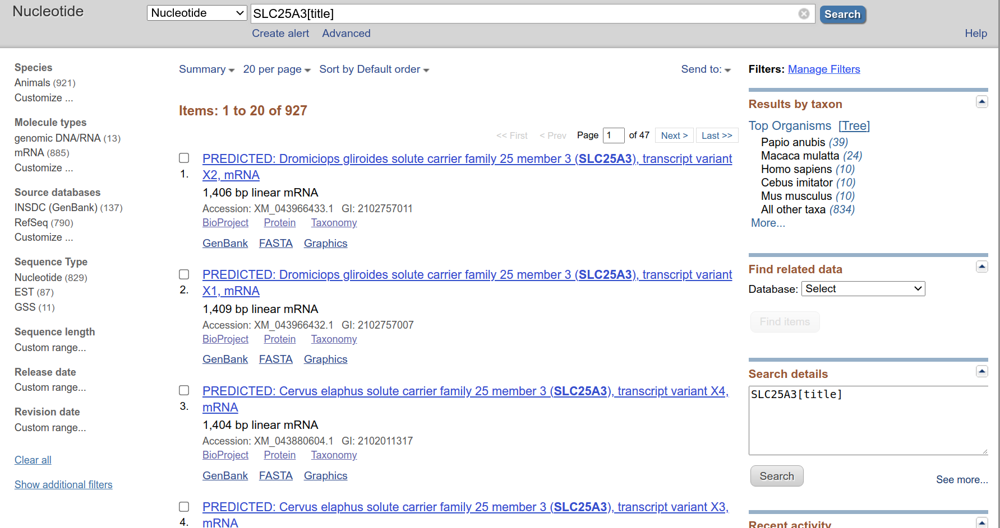 Nucleotide
Nucleotide
SLC25A3[title]
Search
Create alert Advanced
Help
Species
Animals (921)
Customize ...
Molecule types
genomic DNA/RNA (13)
mRNA (885)
Customize ...
Source databases
INSDC (GenBank) (137)
RefSeq (790)
Customize ...
Sequence Type
Nucleotide (829)
EST (87)
GSS (11)
Sequence length
Custom range...
Release date
Custom range...
Revision date
Custom range...
Clear all
Show additional filters
Summary 20 per page Sort by Default order
Send to:
Items: 1 to 20 of 927
<< First < Prev Page 1 of 47 Next > Last >>
PREDICTED: Dromiciops gliroides solute carrier family 25 member 3 (SLC25A3), transcript variant
1. X2, mRNA
1,406 bp linear mRNA
Accession: XM_043966433.1 GI: 2102757011
BioProject Protein Taxonomy
GenBank FASTA Graphics
PREDICTED: Dromiciops gliroides solute carrier family 25 member 3 (SLC25A3), transcript variant
2. X1, mRNA
1,409 bp linear mRNA
Accession: XM_043966432.1 GI: 2102757007
BioProject Protein Taxonomy
GenBank FASTA Graphics
PREDICTED: Cervus elaphus solute carrier family 25 member 3 (SLC25A3), transcript variant X4,
3. mRNA
1,404 bp linear mRNA
Accession: XM_043880604.1 GI: 2102011317
BioProject Protein Taxonomy
GenBank FASTA Graphics
PREDICTED: Cervus elaphus solute carrier family 25 member 3 (SLC25A3), transcript variant X3,
4. mRNA
Filters: Manage Filters
Results by taxon
Top Organisms [Tree]
Papio anubis (39)
Macaca mulatta (24)
Homo sapiens (10)
Cebus imitator (10)
Mus musculus (10)
All other taxa (834)
More...
Find related data
Database: Select
Find items
Search details
SLC25A3[title]
Search
See more...
Recent activity